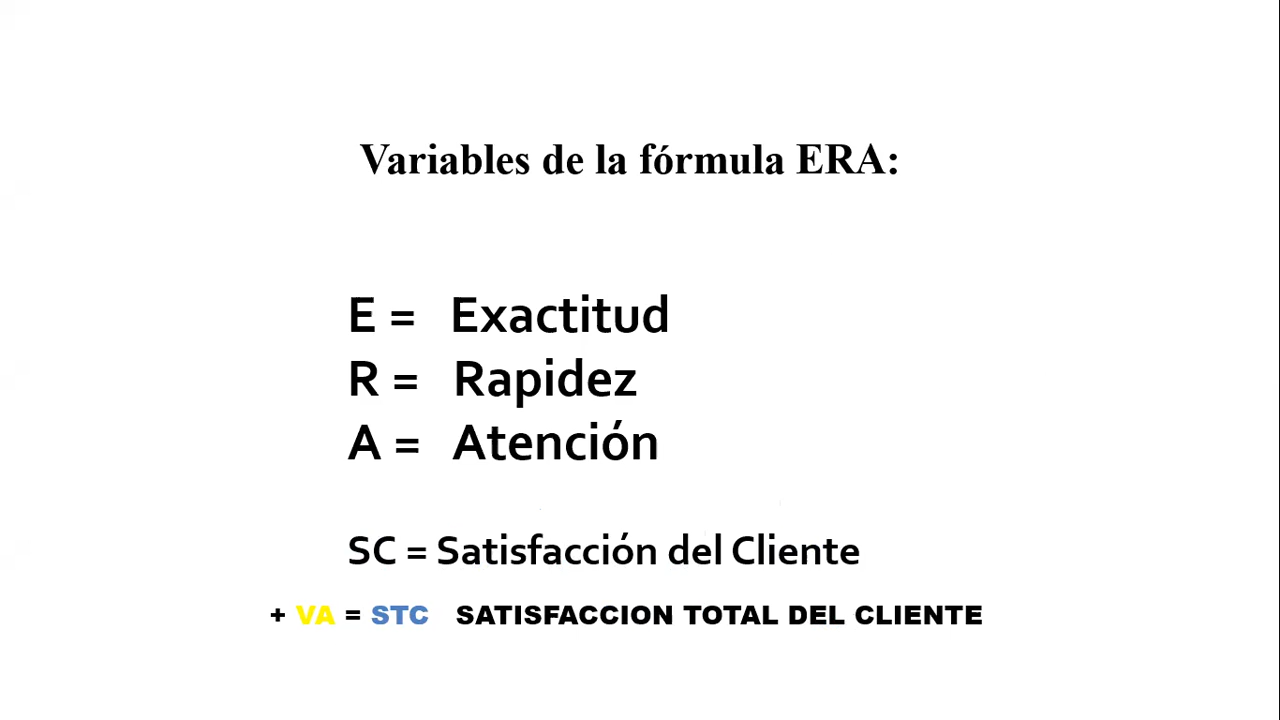 Variables de la fórmula ERA:
E = Exactitud
R = Rapidez
A = Atención
SC = Satisfacción del Cliente
+ VA = STC SATISFACCION TOTAL DEL CLIENTE